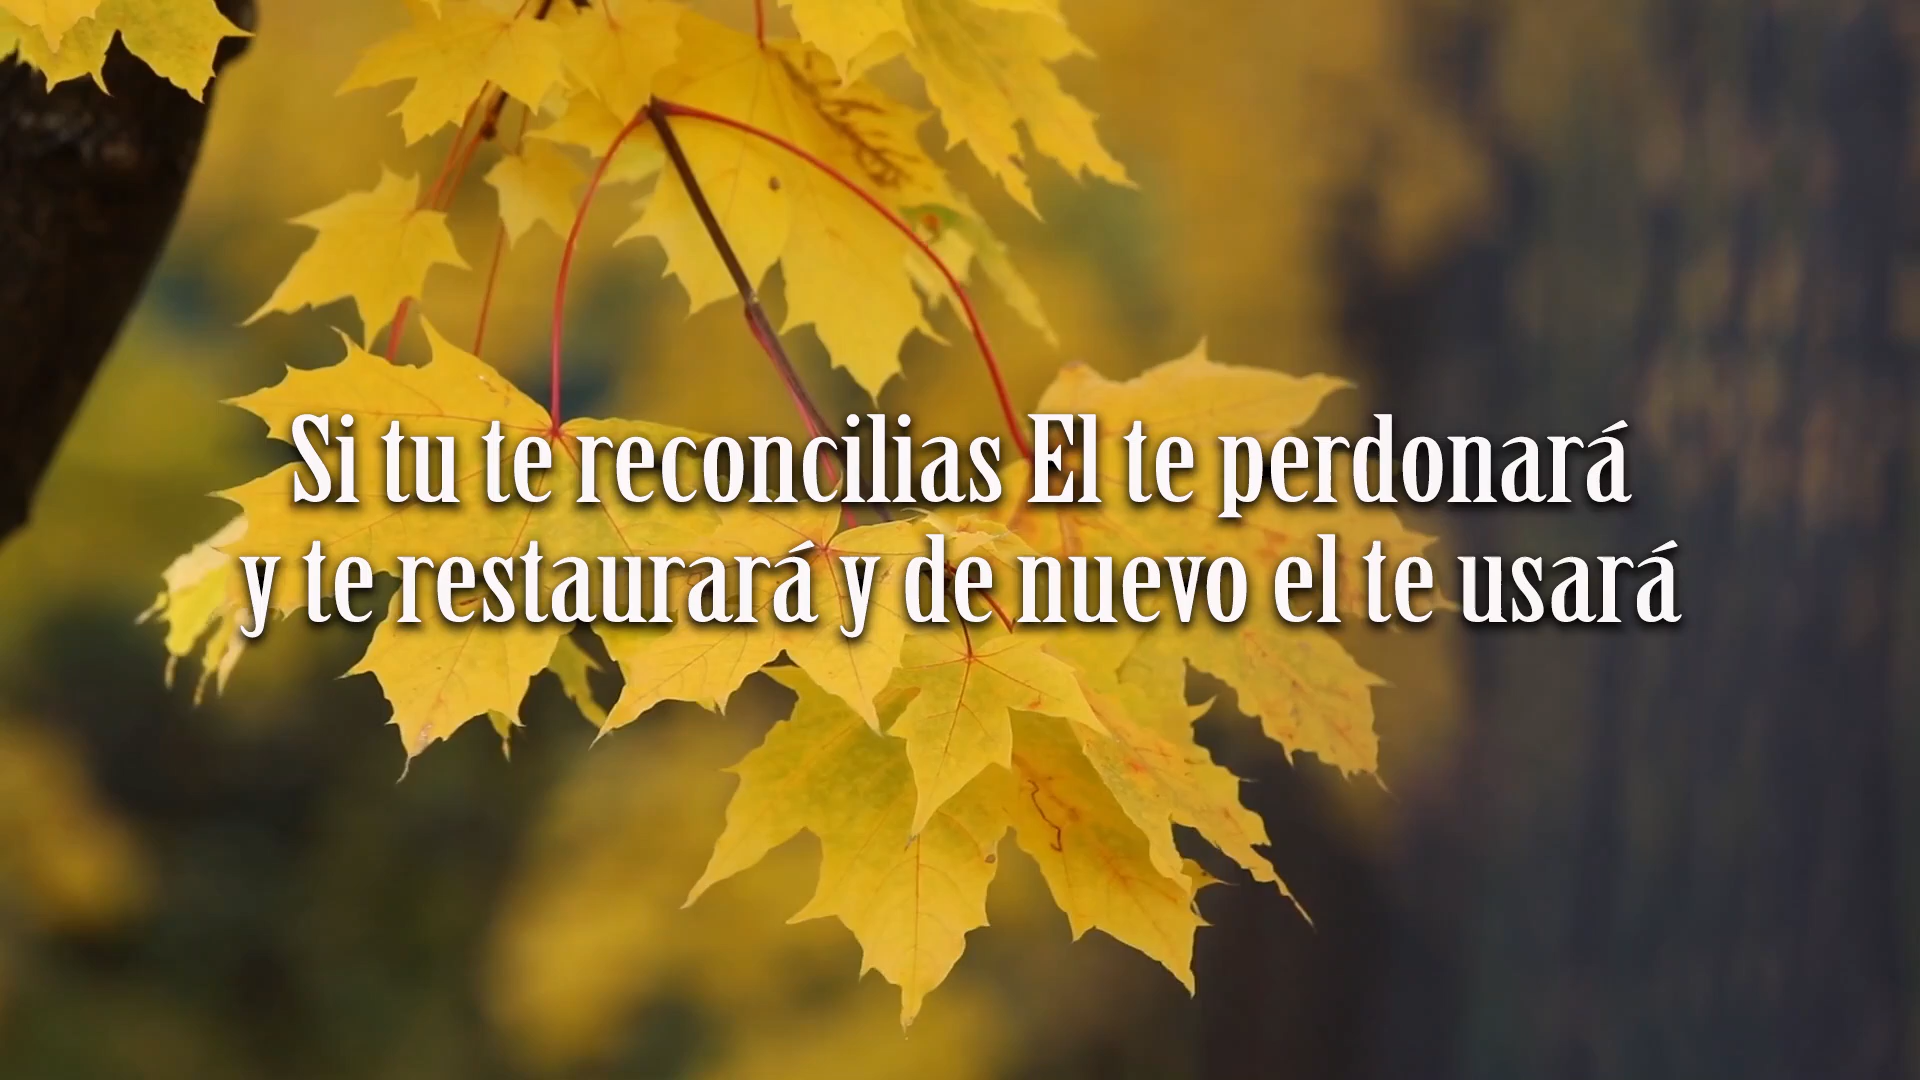 Si tu te reconcilias El te perdonará
y te restaurará y de nuevo el te usará